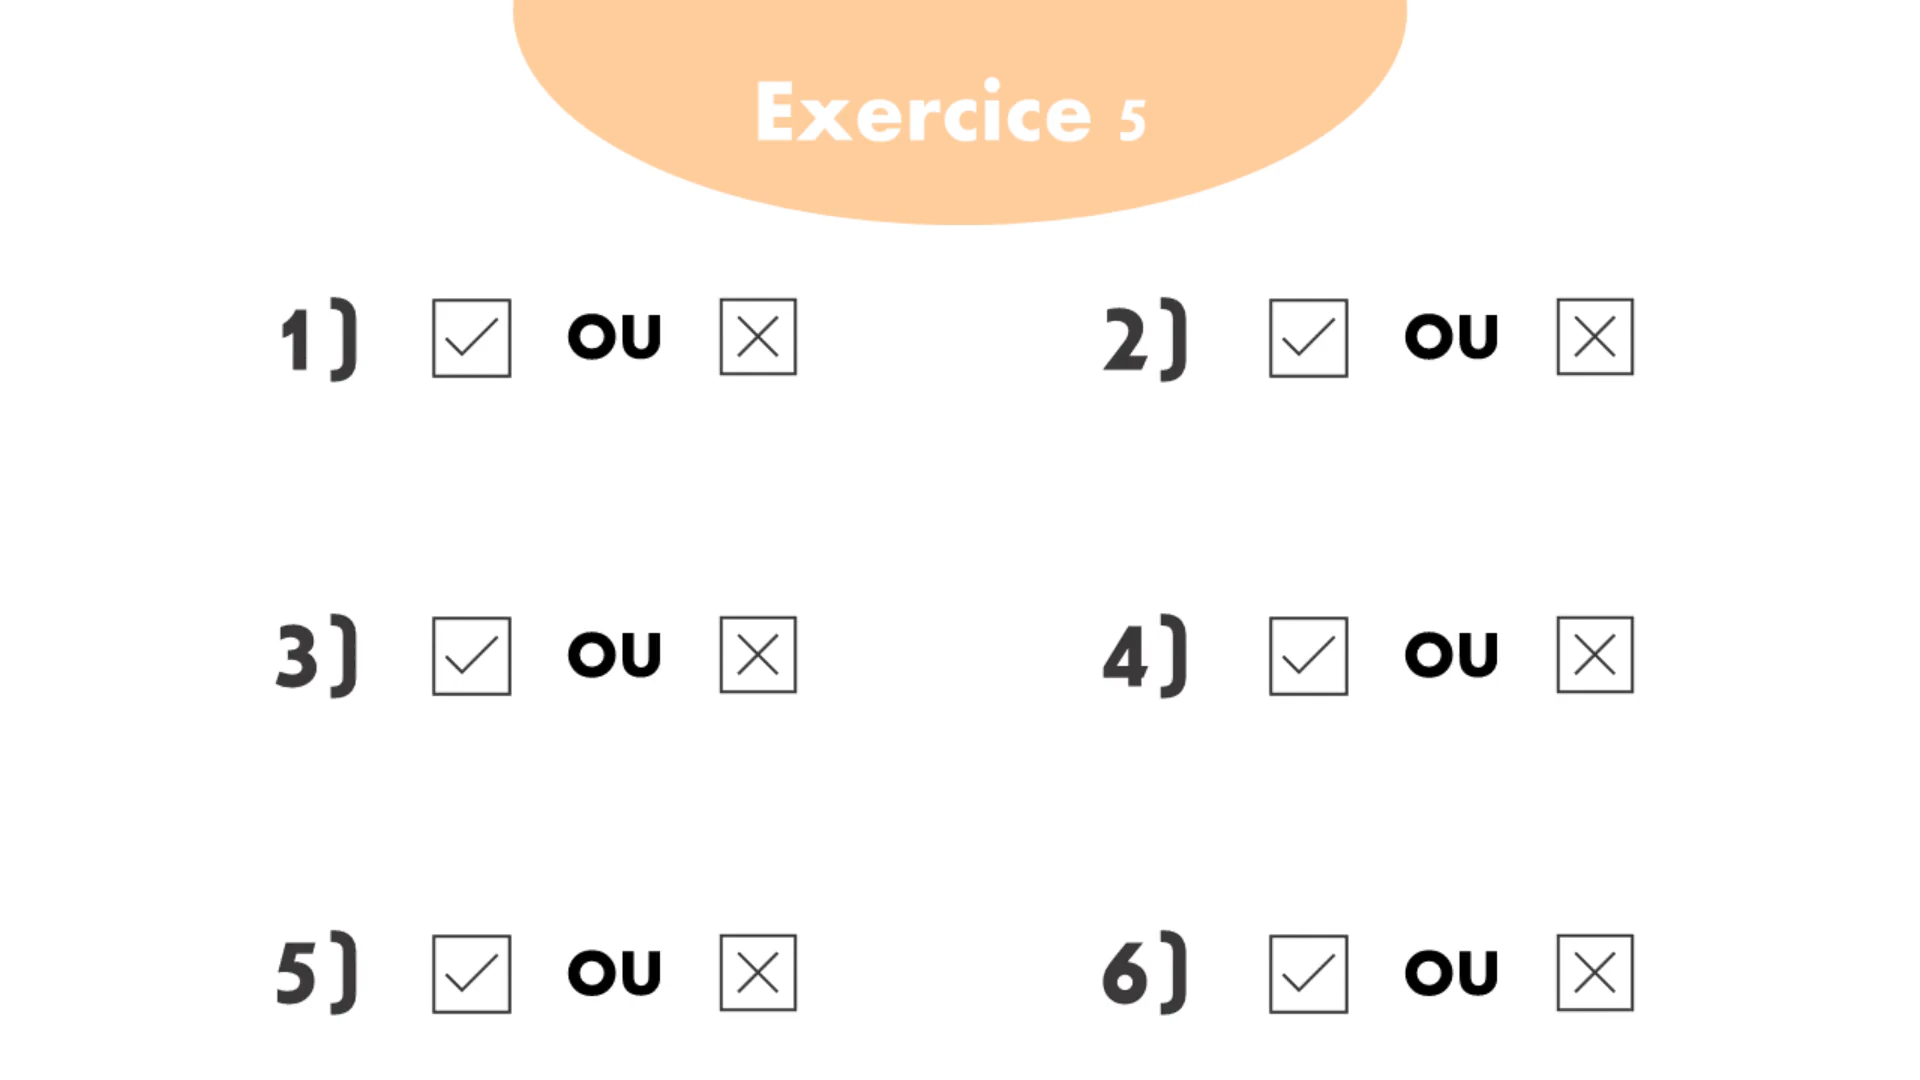 Exercice 5
1) ☑ OU ☒ 2) ☑ OU ☒
3) ☑ OU ☒ 4) ☑ OU ☒
5) ☑ OU ☒ 6) ☑ OU ☒